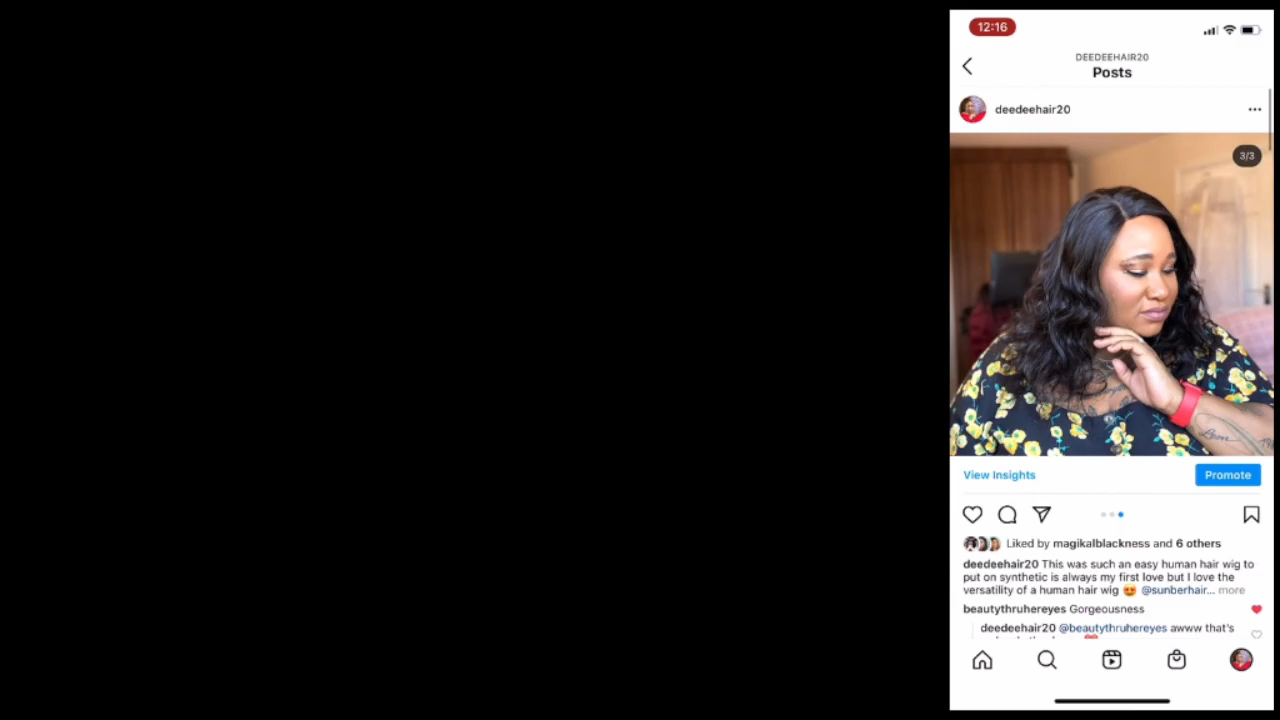 12:16
DEEDEEHAIR20
Posts
deedeehair20
3/3
View Insights
Promote
Liked by magikalblackness and 6 others
deedeehair20 This was such an easy human hair wig to
put on synthetic is always my first love but I love the
versatility of a human hair wig 😍 @sunberhair... more
beautythruhereyes Gorgeousness
deedeehair20 @beautythruhereyes awww that's